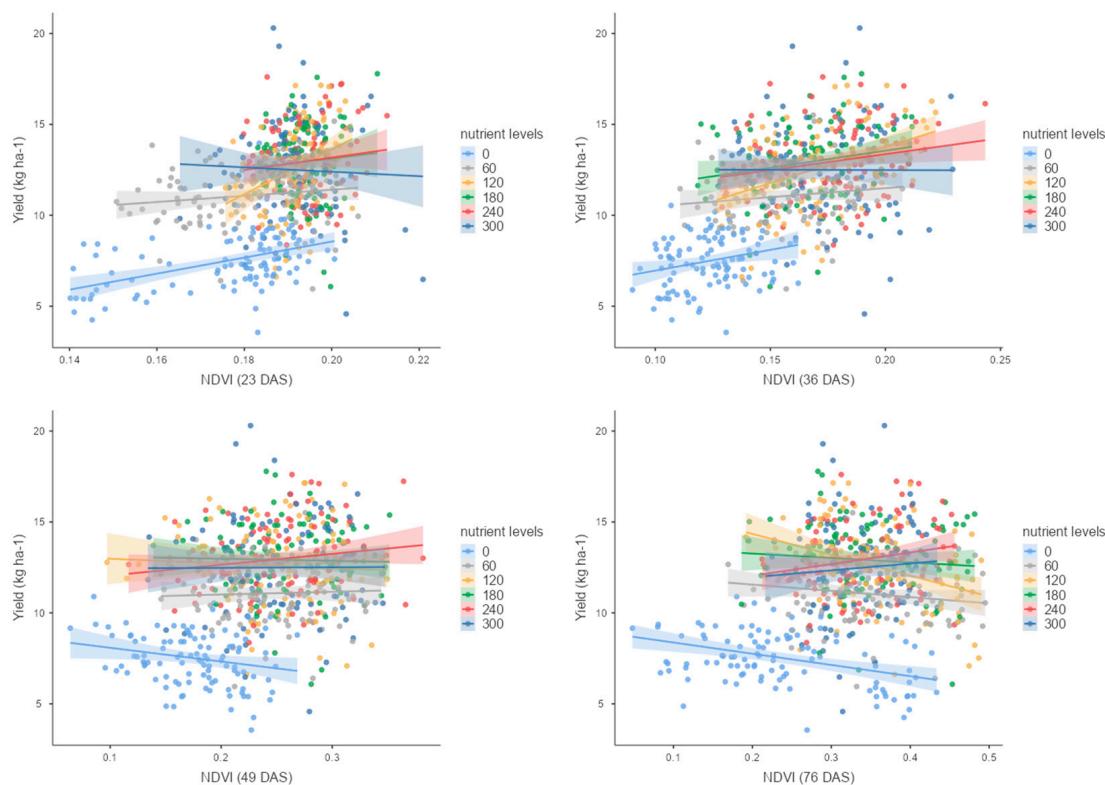 20
15
10
5
Yield (kg ha-1)
0.14 0.16 0.18 0.20 0.22
NDVI (23 DAS)
nutrient levels
0
60
120
180
240
300
20
15
10
5
Yield (kg ha-1)
0.10 0.15 0.20 0.25
NDVI (36 DAS)
nutrient levels
0
60
120
180
240
300
20
15
10
5
Yield (kg ha-1)
0.1 0.2 0.3
NDVI (49 DAS)
nutrient levels
0
60
120
180
240
300
20
15
10
5
Yield (kg ha-1)
0.1 0.2 0.3 0.4 0.5
NDVI (76 DAS)
nutrient levels
0
60
120
180
240
300